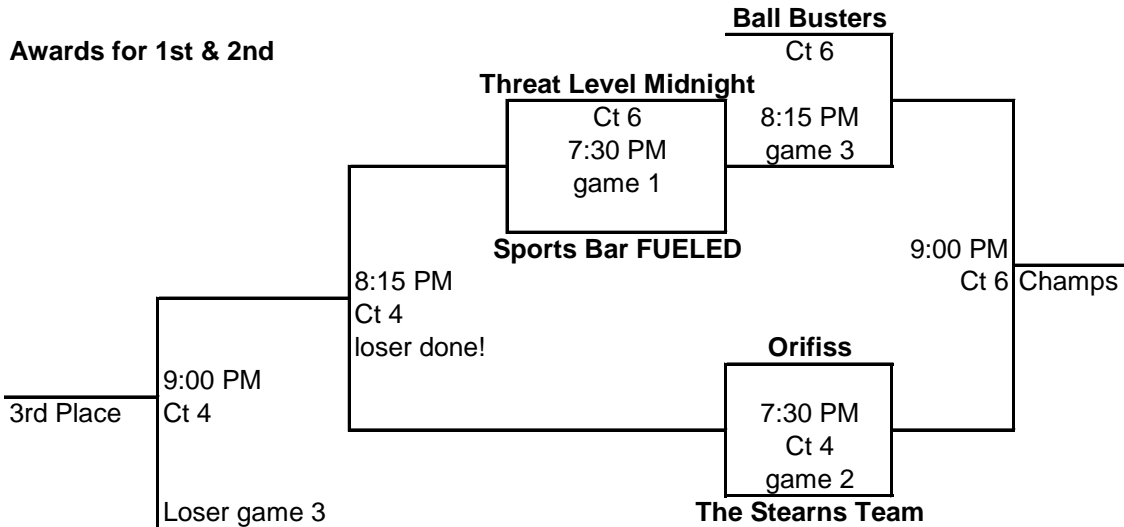 Ball Busters
Awards for 1st & 2nd
Ct 6
Threat Level Midnight
Ct 6
7:30 PM
game 1
8:15 PM
game 3
Sports Bar FUELED
9:00 PM
Ct 6
Champs
8:15 PM
Ct 4
loser done!
Orifiss
9:00 PM
3rd Place
Ct 4
7:30 PM
Ct 4
game 2
Loser game 3
The Stearns Team